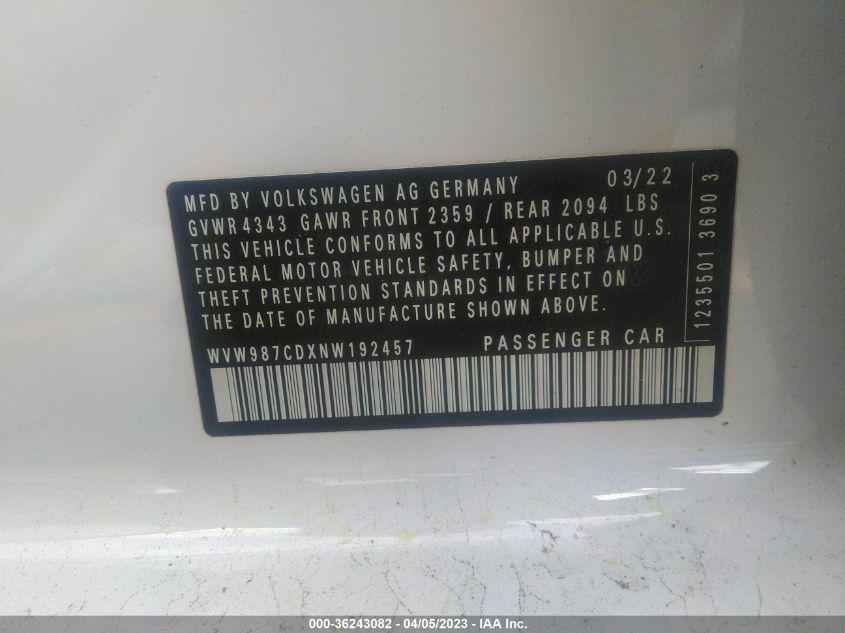 MFD BY VOLKSWAGEN AG GERMANY 03/22
GVWR 4343 GAWR FRONT 2359 / REAR 2094 LBS
THIS VEHICLE CONFORMS TO ALL APPLICABLE U.S.
FEDERAL MOTOR VEHICLE SAFETY, BUMPER AND
THEFT PREVENTION STANDARDS IN EFFECT ON
THE DATE OF MANUFACTURE SHOWN ABOVE.
WVW987CDXNW192457 PASSENGER CAR
1235501 3690 3
000-36243082 - 04/05/2023 - IAA Inc.